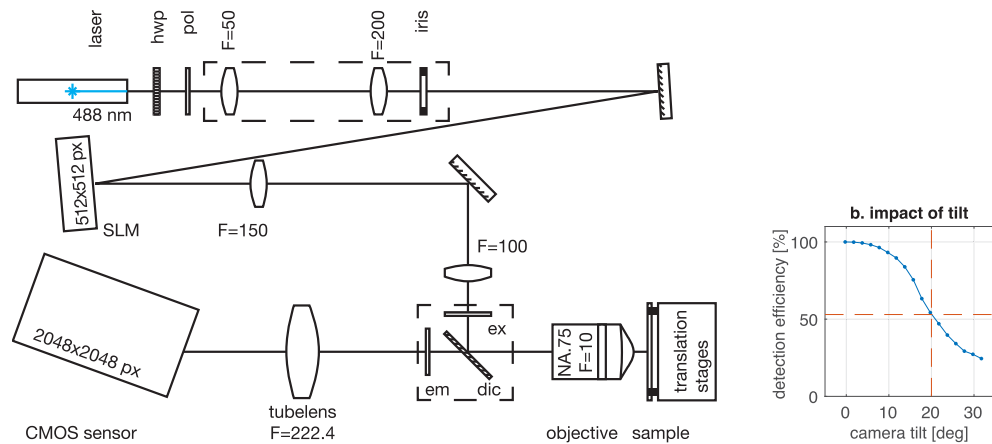 laser
hwp
pol
F=50
F=200
iris
488 nm
512x512 px
SLM
F=150
F=100
2048x2048 px
CMOS sensor
tubelens
F=222.4
em
dic
ex
NA.75
F=10
objective
sample
translation
stages
b. impact of tilt
detection efficiency [%]
100
50
0
0
10
20
30
camera tilt [deg]